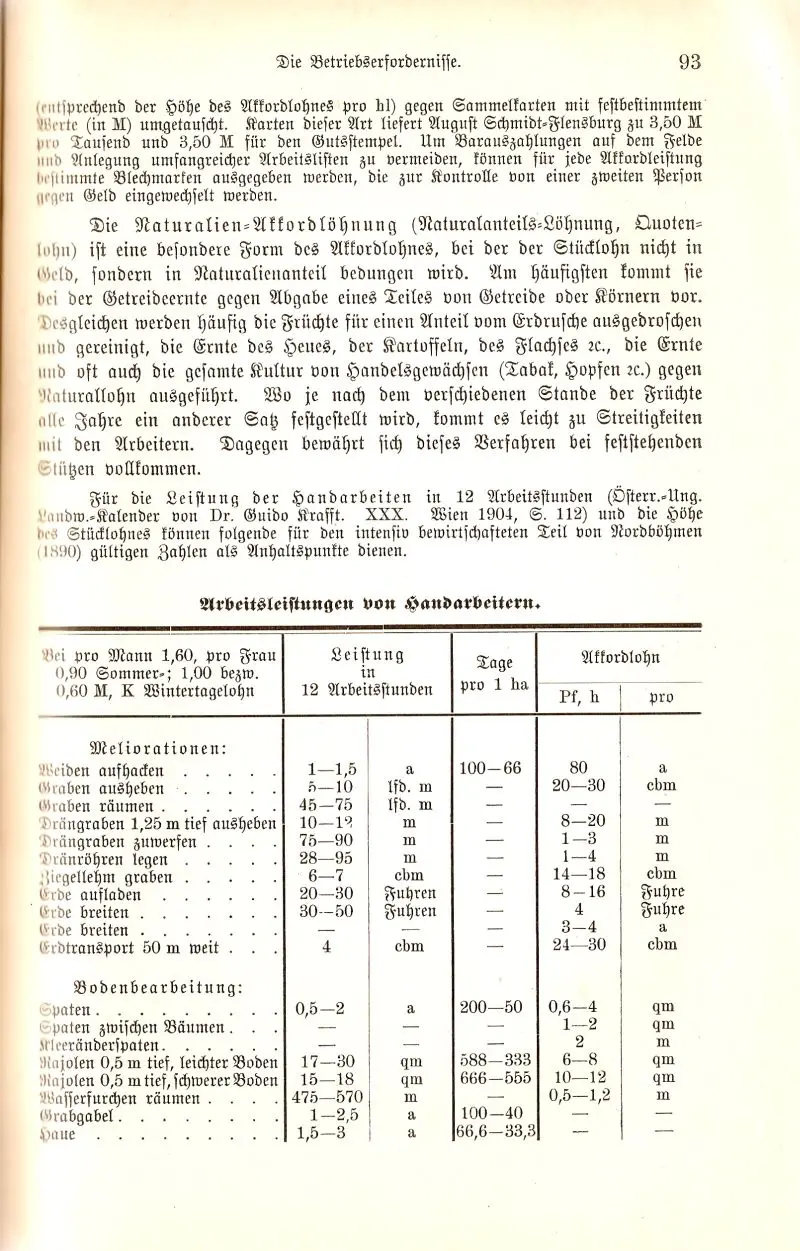 Die Betriebserfordernisse. 93
(entsprechend der Höhe des Akkordlohnes pro hl) gegen Sammelkarten mit festbestimmtem
Werte (in M) umgetauscht. Karten dieser Art liefert August Schmidt-Flensburg zu 3,50 M
pro Tausend und 3,50 M für den Gutsstempel. Um Barauszahlungen auf dem Felde
und Anlegung umfangreicher Arbeitslisten zu vermeiden, können für jede Akkordleistung
bestimmte Blechmarken ausgegeben werden, die zur Kontrolle von einer zweiten Person
gegen Geld eingewechselt werden.
Die Naturalien-Akkordlöhnung (Naturalanteils-Löhnung, Quoten-
lohn) ist eine besondere Form des Akkordlohnes, bei der der Stücklohn nicht in
Geld, sondern in Naturalienanteil bedungen wird. Am häufigsten kommt sie
bei der Getreideernte gegen Abgabe eines Teiles von Getreide oder Körnern vor.
Desgleichen werden häufig die Früchte für einen Anteil vom Erdrusche ausgedroschen
und gereinigt, die Ernte des Heues, der Kartoffeln, des Flachses ꝛc., die Ernte
und oft auch die gesamte Kultur von Handelsgewächsen (Tabak, Hopfen ꝛc.) gegen
Naturallohn ausgeführt. Wo je nach dem verschiedenen Stande der Früchte
alle Jahre ein anderer Satz festgestellt wird, kommt es leicht zu Streitigkeiten
mit den Arbeitern. Dagegen bewährt sich dieses Verfahren bei feststehenden
Stützen vollkommen.
Für die Leistung der Handarbeiten in 12 Arbeitsstunden (Österr.-Ung.
Landw.-Kalender von Dr. Guido Krafft. XXX. Wien 1904, S. 112) und die Höhe
des Stücklohnes können folgende für den intensiv bewirtschafteten Teil von Nordböhmen
(1890) gültigen Zahlen als Anhaltspunkte dienen.
Arbeitsleistungen von Handarbeitern.
Bei pro Mann 1,60, pro Frau
0,90 Sommer-; 1,00 bezw.
0,60 M, K Wintertagelohn
Leistung
in
12 Arbeitsstunden
Tage
pro 1 ha
Akkordlohn
Pf, h pro
Meliorationen:
Weiden aufhacken . . . . . 1—1,5 a 100—66 80 a
Graben ausheben . . . . . 5—10 lfd. m — 20—30 cbm
Graben räumen . . . . . . 45—75 lfd. m — — —
Drängraben 1,25 m tief ausheben 10—12 m — 8—20 m
Drängraben zuwerfen . . . . 75—90 m — 1—3 m
Dränröhren legen . . . . . 28—95 m — 1—4 m
Ziegellehm graben . . . . . 6—7 cbm — 14—18 cbm
Erde aufladen . . . . . . 20—30 Fuhren — 8—16 Fuhre
Erde breiten . . . . . . . 30—50 Fuhren — 4 Fuhre
Erde breiten . . . . . . . — — — 3—4 a
Erdtransport 50 m weit . . . 4 cbm — 24—30 cbm
Bodenbearbeitung:
Spaten . . . . . . . . . 0,5—2 a 200—50 0,6—4 qm
Spaten zwischen Bäumen . . . — — — 1—2 qm
Kleeränderspaten . . . . . . — — — 2 m
Rajolen 0,5 m tief, leichter Boden 17—30 qm 588—333 6—8 qm
Rajolen 0,5 m tief, schwerer Boden 15—18 qm 666—555 10—12 qm
Wasserfurchen räumen . . . . 475—570 m — 0,5—1,2 m
Grabgabel . . . . . . . . 1—2,5 a 100—40 — —
Haue . . . . . . . . . 1,5—3 a 66,6—33,3 — —